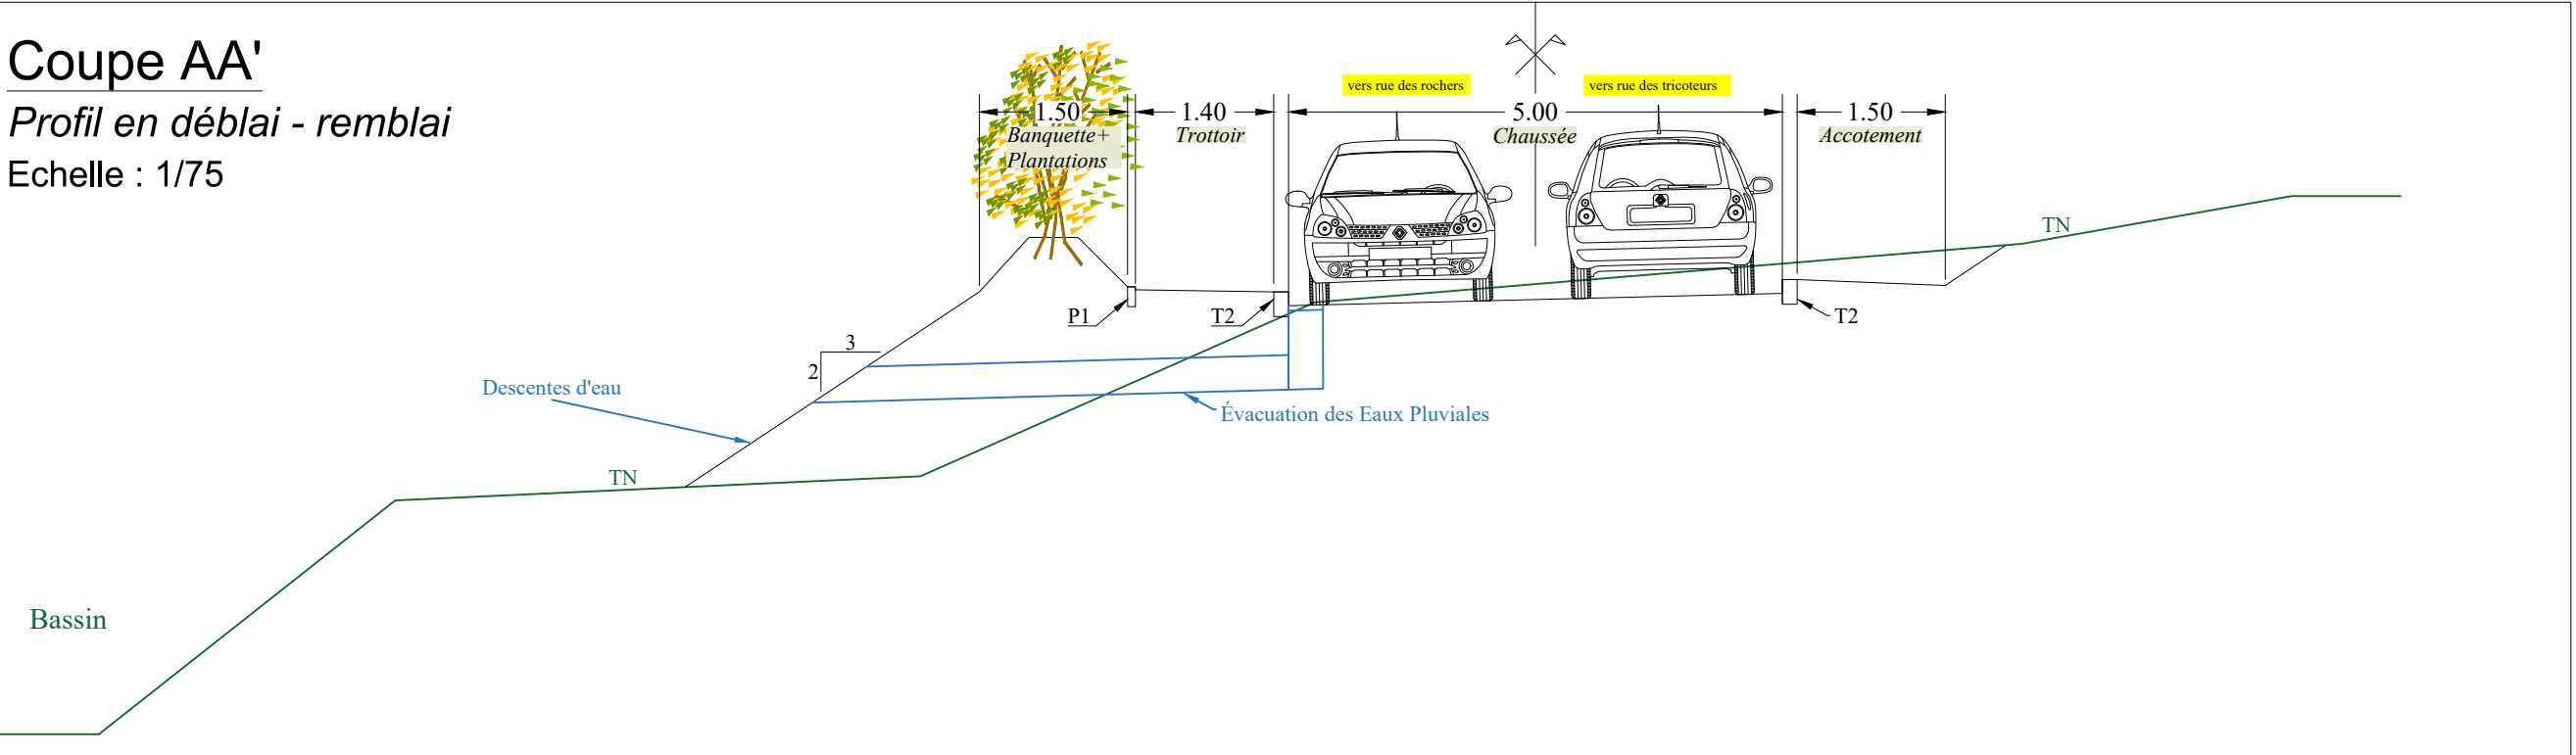 Coupe AA'
Profil en déblai - remblai
Echelle : 1/75
vers rue des rochers
vers rue des tricoteurs
1.50
Banquette+
Plantations
1.40
Trottoir
5.00
Chaussée
1.50
Accotement
TN
P1
T2
T2
3
2
Descentes d'eau
Évacuation des Eaux Pluviales
TN
Bassin